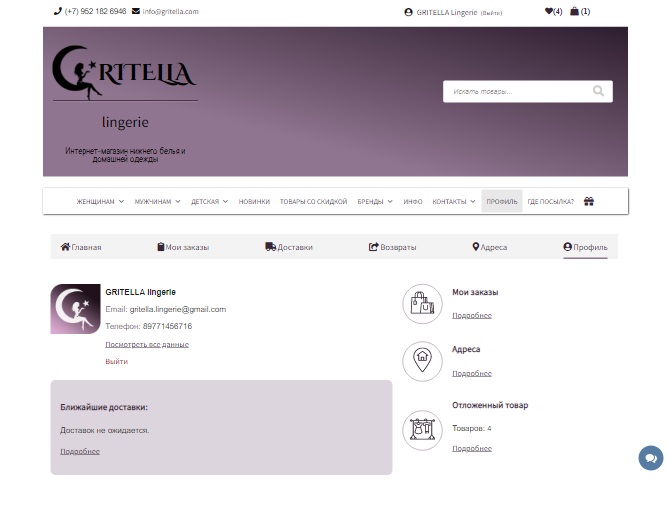 (+7) 952 182 6946 info@gritella.com GRITELLA Lingerie (Выйти) (4) (1)
GRITELLA
lingerie
Интернет-магазин нижнего белья и
домашней одежды
Искать товары...
ЖЕНЩИНАМ МУЖЧИНАМ ДЕТСКАЯ НОВИНКИ ТОВАРЫ СО СКИДКОЙ БРЕНДЫ ИНФО КОНТАКТЫ ПРОФИЛЬ ГДЕ ПОСЫЛКА?
Главная Мои заказы Доставки Возвраты Адреса Профиль
GRITELLA lingerie
Email: gritella.lingerie@gmail.com
Телефон: 89771456716
Посмотреть все данные
Выйти
Ближайшие доставки:
Доставок не ожидается.
Подробнее
Мои заказы
Подробнее
Адреса
Подробнее
Отложенный товар
Товаров: 4
Подробнее